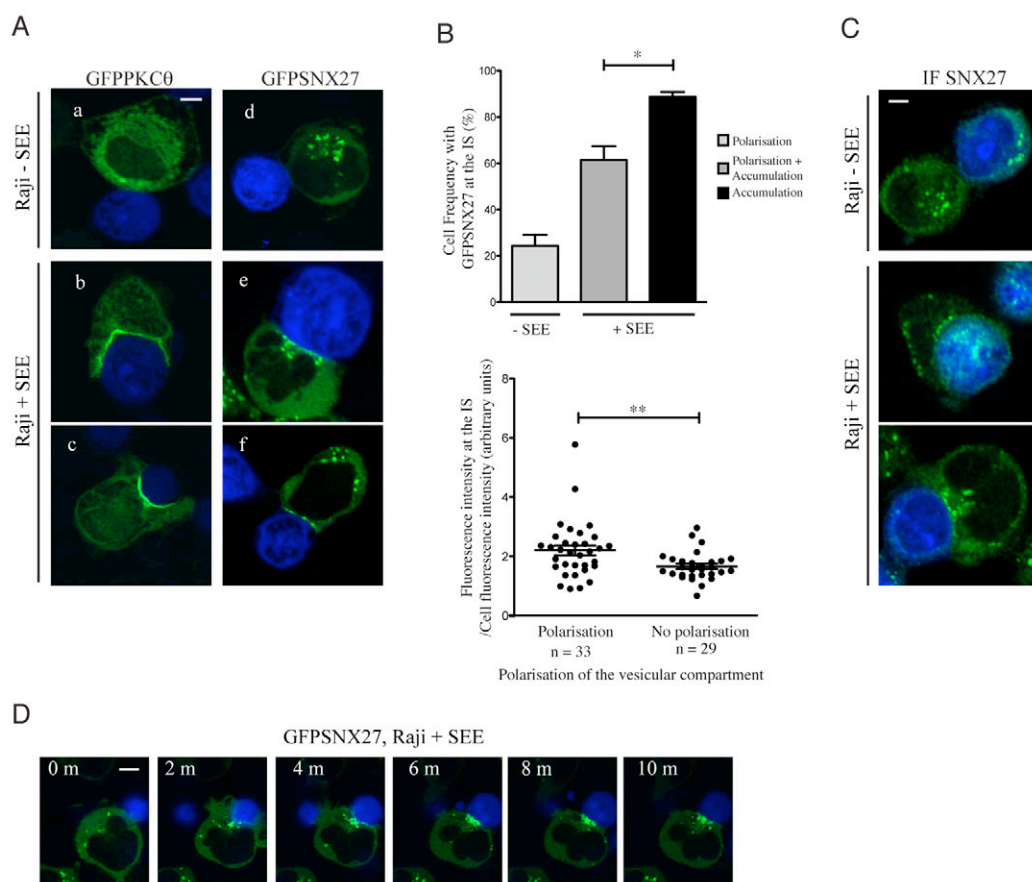 A
GFPPKCθ
GFPSNX27
Raji - SEE
a
d
Raji + SEE
b
e
c
f
B
Cell Frequency with
GFPSNX27 at the IS (%)
100
80
60
40
20
0
*
Polarisation
Polarisation +
Accumulation
Accumulation
- SEE
+ SEE
Fluorescence intensity at the IS
/Cell fluorescence intensity (arbitrary units)
8
6
4
2
0
**
Polarisation
n = 33
No polarisation
n = 29
Polarisation of the vesicular compartment
C
IF SNX27
Raji - SEE
Raji + SEE
D
GFPSNX27, Raji + SEE
0 m
2 m
4 m
6 m
8 m
10 m